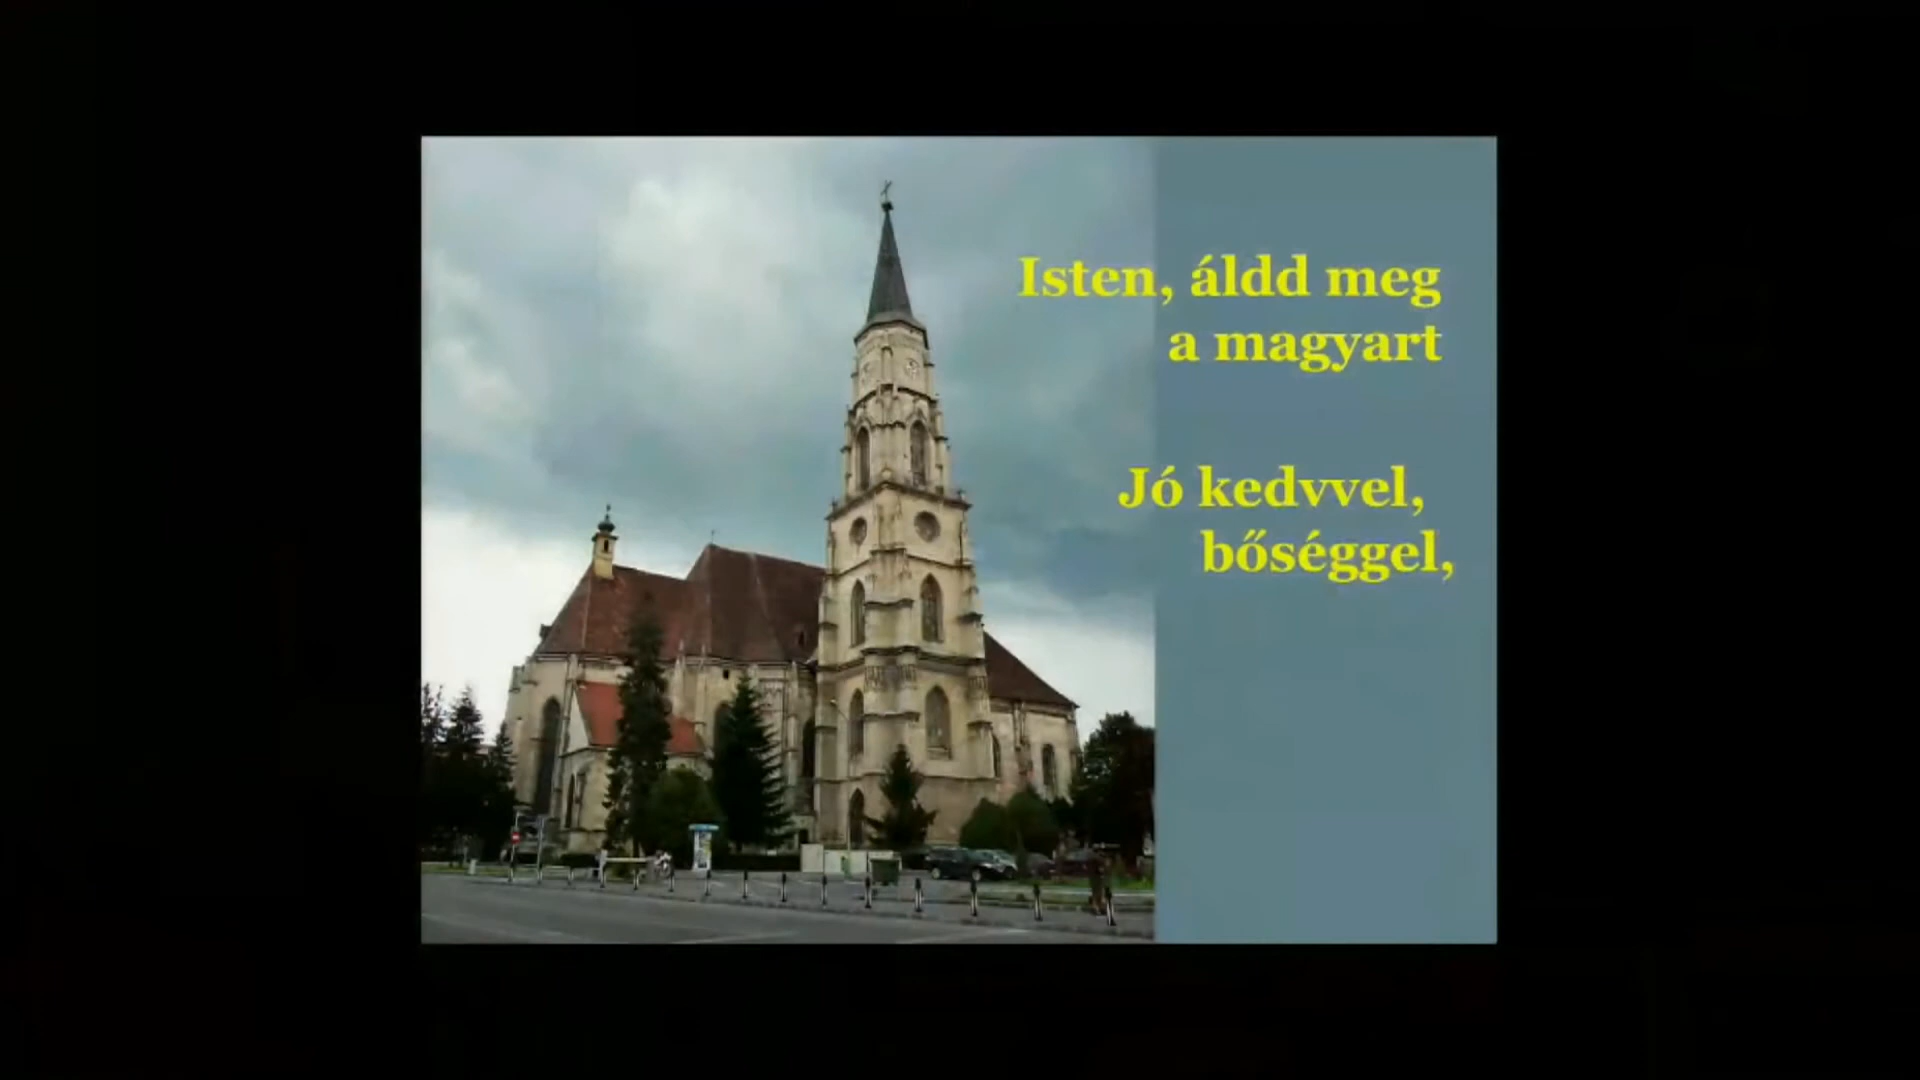 Isten, áldd meg
a magyart
Jó kedvvel,
bőséggel,